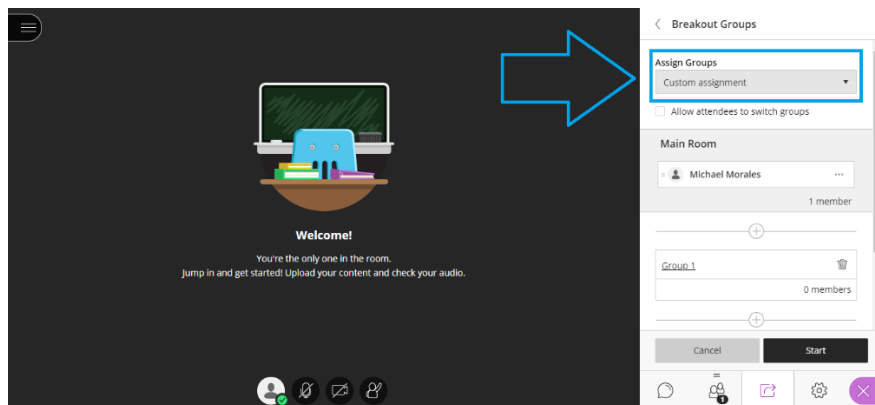 Breakout Groups
Assign Groups
Custom assignment
Allow attendees to switch groups
Main Room
Michael Morales
1 member
Group 1
0 members
Cancel
Start
1
Welcome!
You're the only one in the room.
Jump in and get started! Upload your content and check your audio.